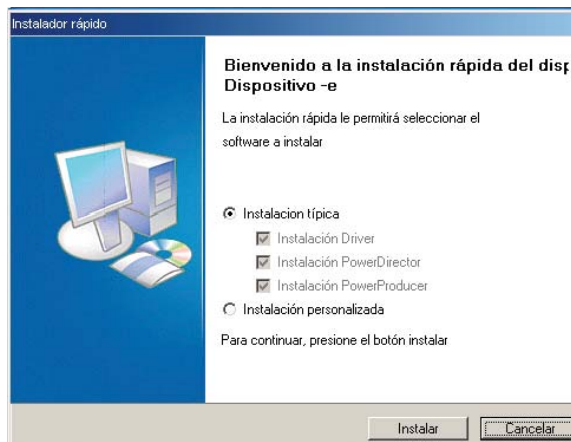 Instalador rápido
Bienvenido a la instalación rápida del
Dispositivo -e
La instalación rápida le permitirá seleccionar el
software a instalar
Instalacion típica
Instalación Driver
Instalación PowerDirector
Instalación PowerProducer
Instalación personalizada
Para continuar, presione el botón instalar
Instalar
Cancelar